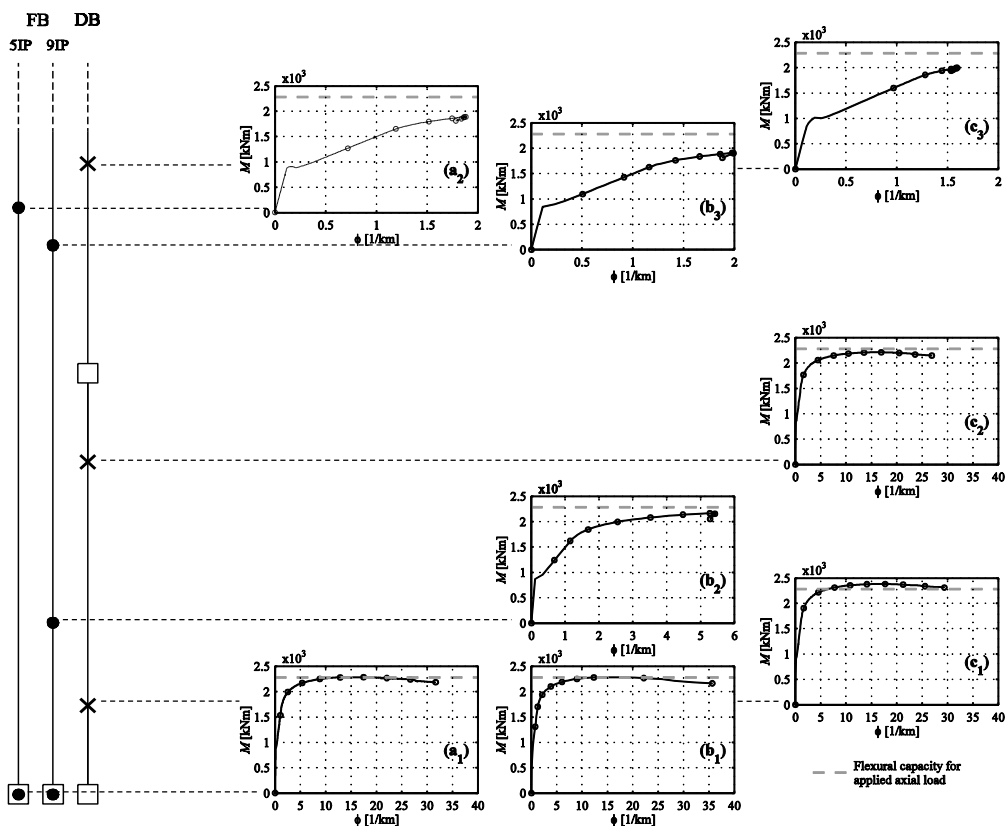 FB DB
5IP 9IP
x10³
2.5
2
1.5
1
0.5
0
M [kNm]
(a₂)
0 0.5 1 1.5 2
ϕ [1/km]
x10³
2.5
2
1.5
1
0.5
0
M [kNm]
(b₃)
0 0.5 1 1.5 2
ϕ [1/km]
x10³
2.5
2
1.5
1
0.5
0
M [kNm]
(c₃)
0 0.5 1 1.5 2
ϕ [1/km]
x10³
2.5
2
1.5
1
0.5
0
M [kNm]
(c₂)
0 5 10 15 20 25 30 35 40
ϕ [1/km]
x10³
2.5
2
1.5
1
0.5
0
M [kNm]
(b₂)
0 1 2 3 4 5 6
ϕ [1/km]
x10³
2.5
2
1.5
1
0.5
0
M [kNm]
(c₁)
0 5 10 15 20 25 30 35 40
ϕ [1/km]
x10³
2.5
2
1.5
1
0.5
0
M [kNm]
(a₁)
0 5 10 15 20 25 30 35 40
ϕ [1/km]
x10³
2.5
2
1.5
1
0.5
0
M [kNm]
(b₁)
0 5 10 15 20 25 30 35 40
ϕ [1/km]
Flexural capacity for
applied axial load